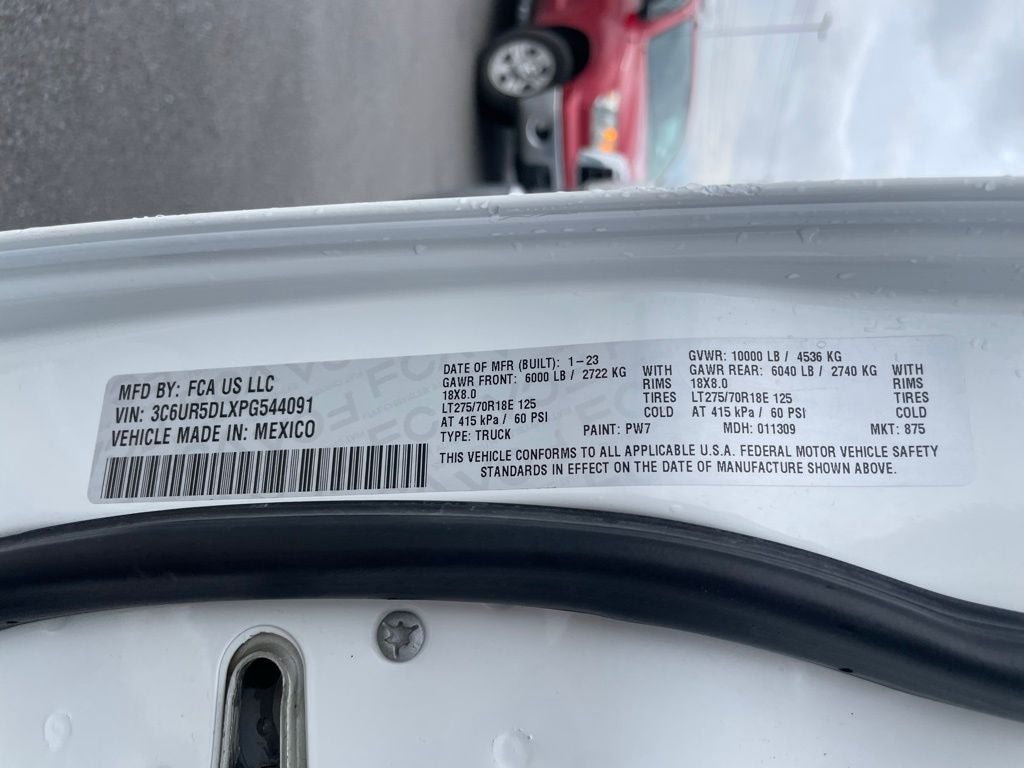 MFD BY: FCA US LLC
VIN: 3C6UR5DLXPG544091
VEHICLE MADE IN: MEXICO
DATE OF MFR (BUILT): 1-23
GAWR FRONT: 6000 LB / 2722 KG WITH
18X8.0 RIMS
LT275/70R18E 125 TIRES
AT 415 kPa / 60 PSI COLD
GVWR: 10000 LB / 4536 KG
GAWR REAR: 6040 LB / 2740 KG WITH
18X8.0 RIMS
LT275/70R18E 125 TIRES
AT 415 kPa / 60 PSI COLD
TYPE: TRUCK PAINT: PW7 MDH: 011309 MKT: 875
THIS VEHICLE CONFORMS TO ALL APPLICABLE U.S.A. FEDERAL MOTOR VEHICLE SAFETY
STANDARDS IN EFFECT ON THE DATE OF MANUFACTURE SHOWN ABOVE.